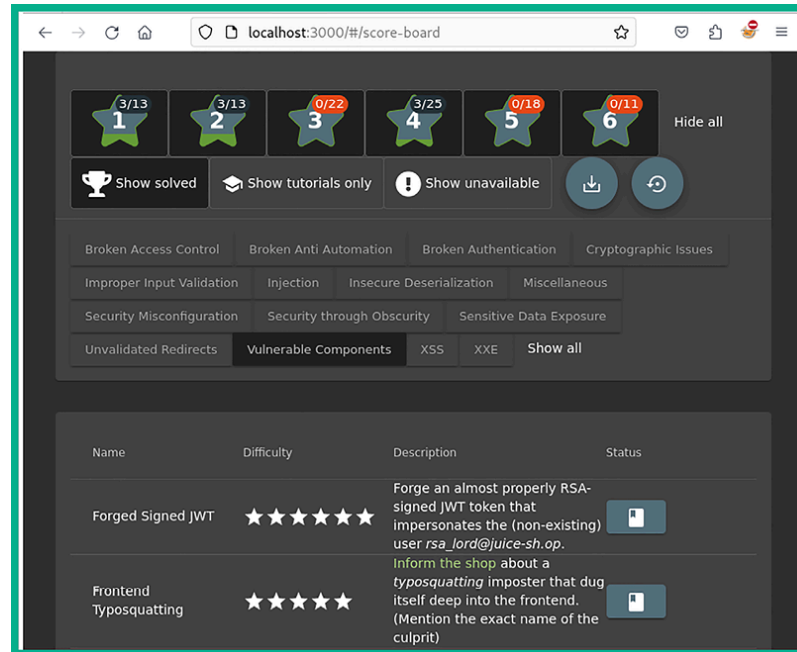 localhost:3000/#/score-board
3/13 3/13 0/22 3/25 0/18 0/11
1 2 3 4 5 6 Hide all
Show solved Show tutorials only Show unavailable
Broken Access Control Broken Anti Automation Broken Authentication Cryptographic Issues
Improper Input Validation Injection Insecure Deserialization Miscellaneous
Security Misconfiguration Security through Obscurity Sensitive Data Exposure
Unvalidated Redirects Vulnerable Components XSS XXE Show all
Name Difficulty Description Status
Forged Signed JWT
Forge an almost properly RSA-
signed JWT token that
impersonates the (non-existing)
user rsa_lord@juice-sh.op.
Frontend
Typosquatting
Inform the shop about a
typosquatting imposter that dug
itself deep into the frontend.
(Mention the exact name of the
culprit)